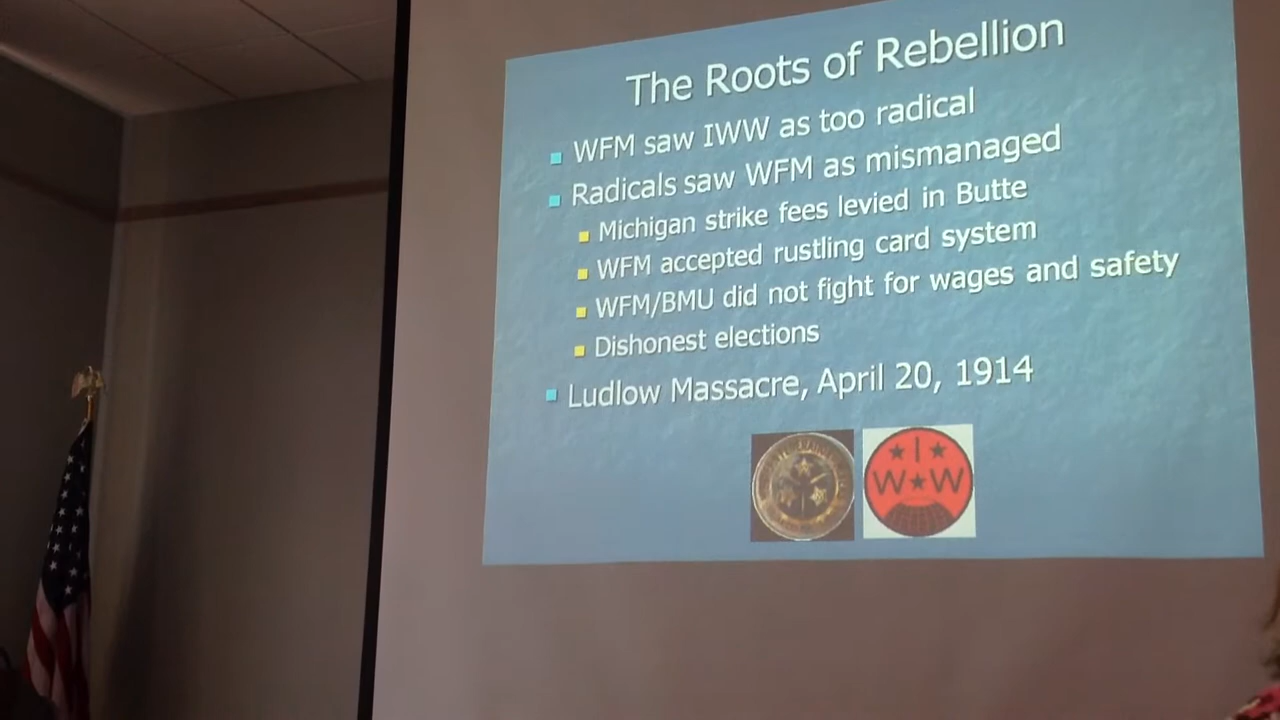 The Roots of Rebellion
WFM saw IWW as too radical
Radicals saw WFM as mismanaged
Michigan strike fees levied in Butte
WFM accepted rustling card system
WFM/BMU did not fight for wages and safety
Dishonest elections
Ludlow Massacre, April 20, 1914
I
W W